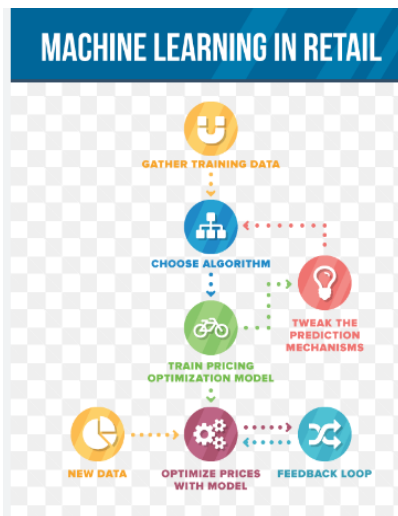 MACHINE LEARNING IN RETAIL
GATHER TRAINING DATA
CHOOSE ALGORITHM
TWEAK THE
PREDICTION
MECHANISMS
TRAIN PRICING
OPTIMIZATION MODEL
NEW DATA
OPTIMIZE PRICES
WITH MODEL
FEEDBACK LOOP